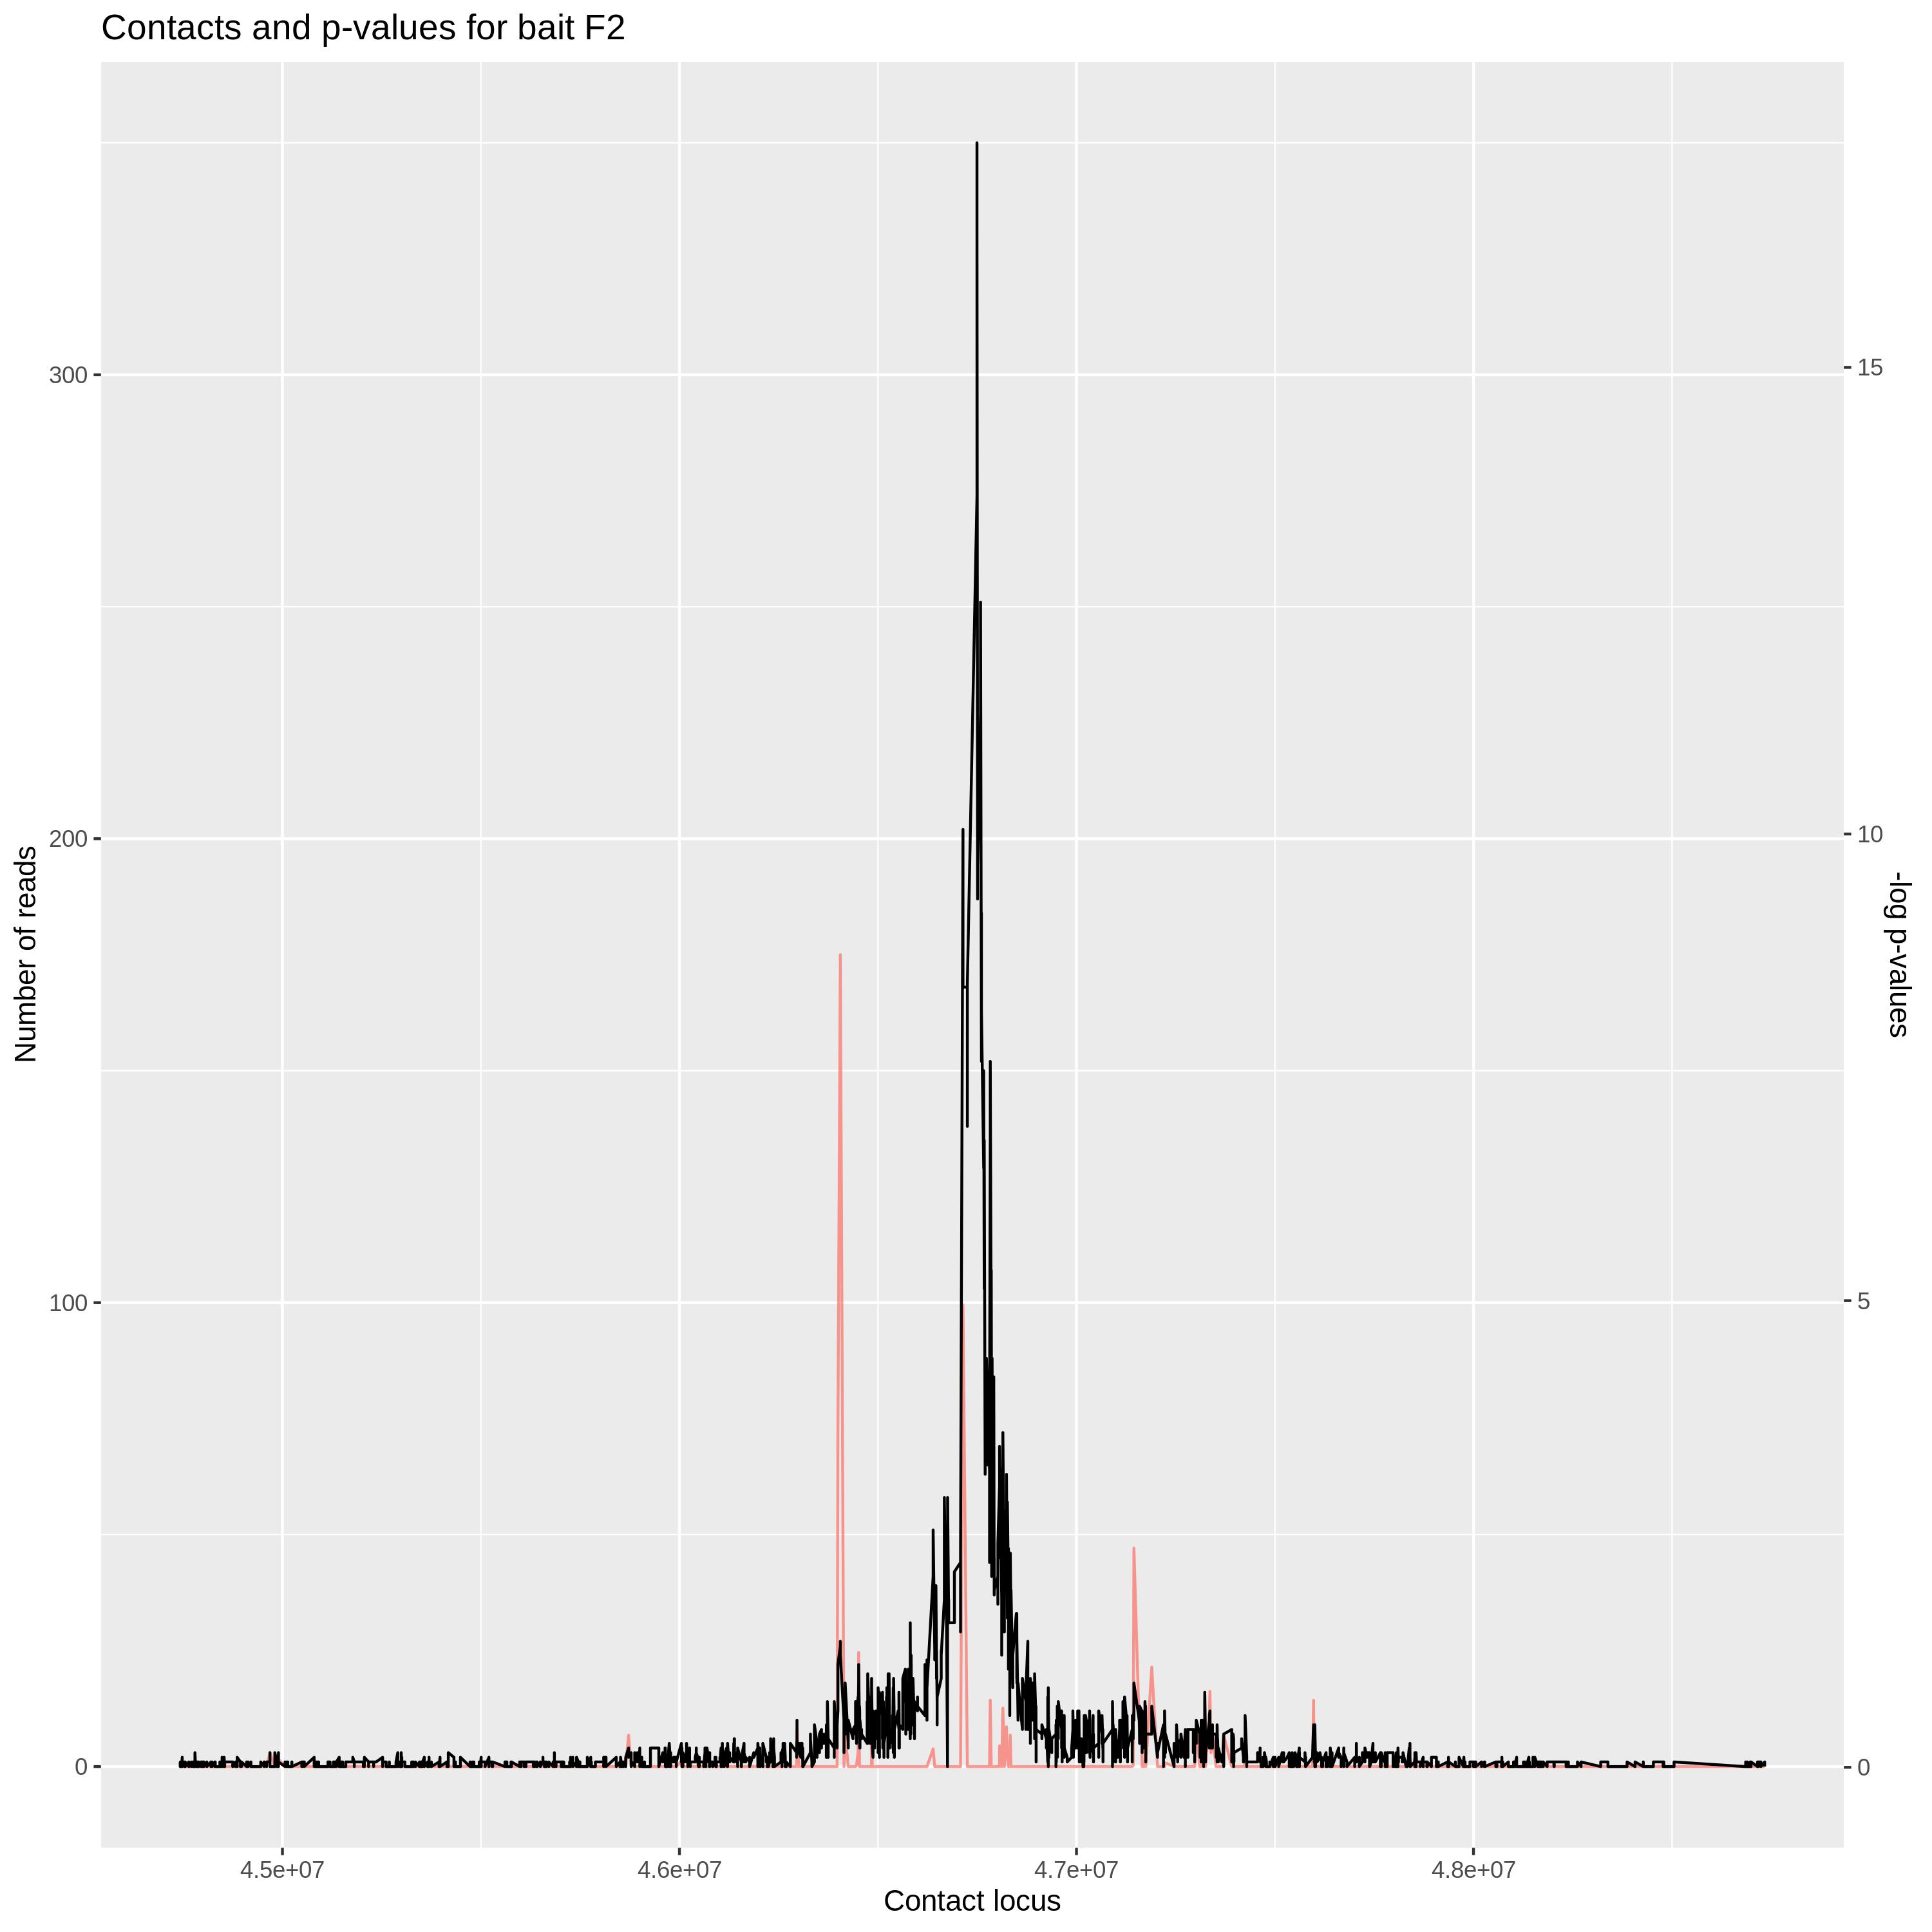 Contacts and p-values for bait F2
Number of reads
300
200
100
0
15
10
5
0
-log p-values
4.5e+07
4.6e+07
4.7e+07
4.8e+07
Contact locus